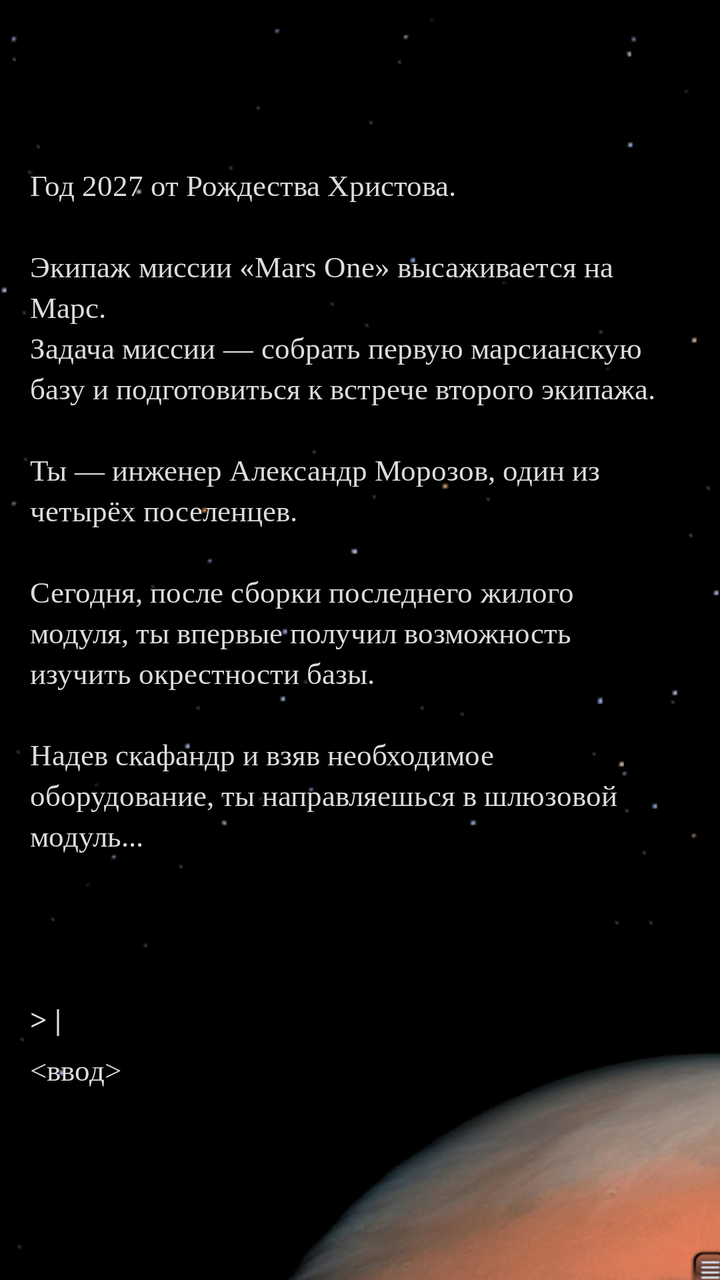 Год 2027 от Рождества Христова.
Экипаж миссии «Mars One» высаживается на
Марс.
Задача миссии — собрать первую марсианскую
базу и подготовиться к встрече второго экипажа.
Ты — инженер Александр Морозов, один из
четырёх поселенцев.
Сегодня, после сборки последнего жилого
модуля, ты впервые получил возможность
изучить окрестности базы.
Надев скафандр и взяв необходимое
оборудование, ты направляешься в шлюзовой
модуль...
> |
<ввод>